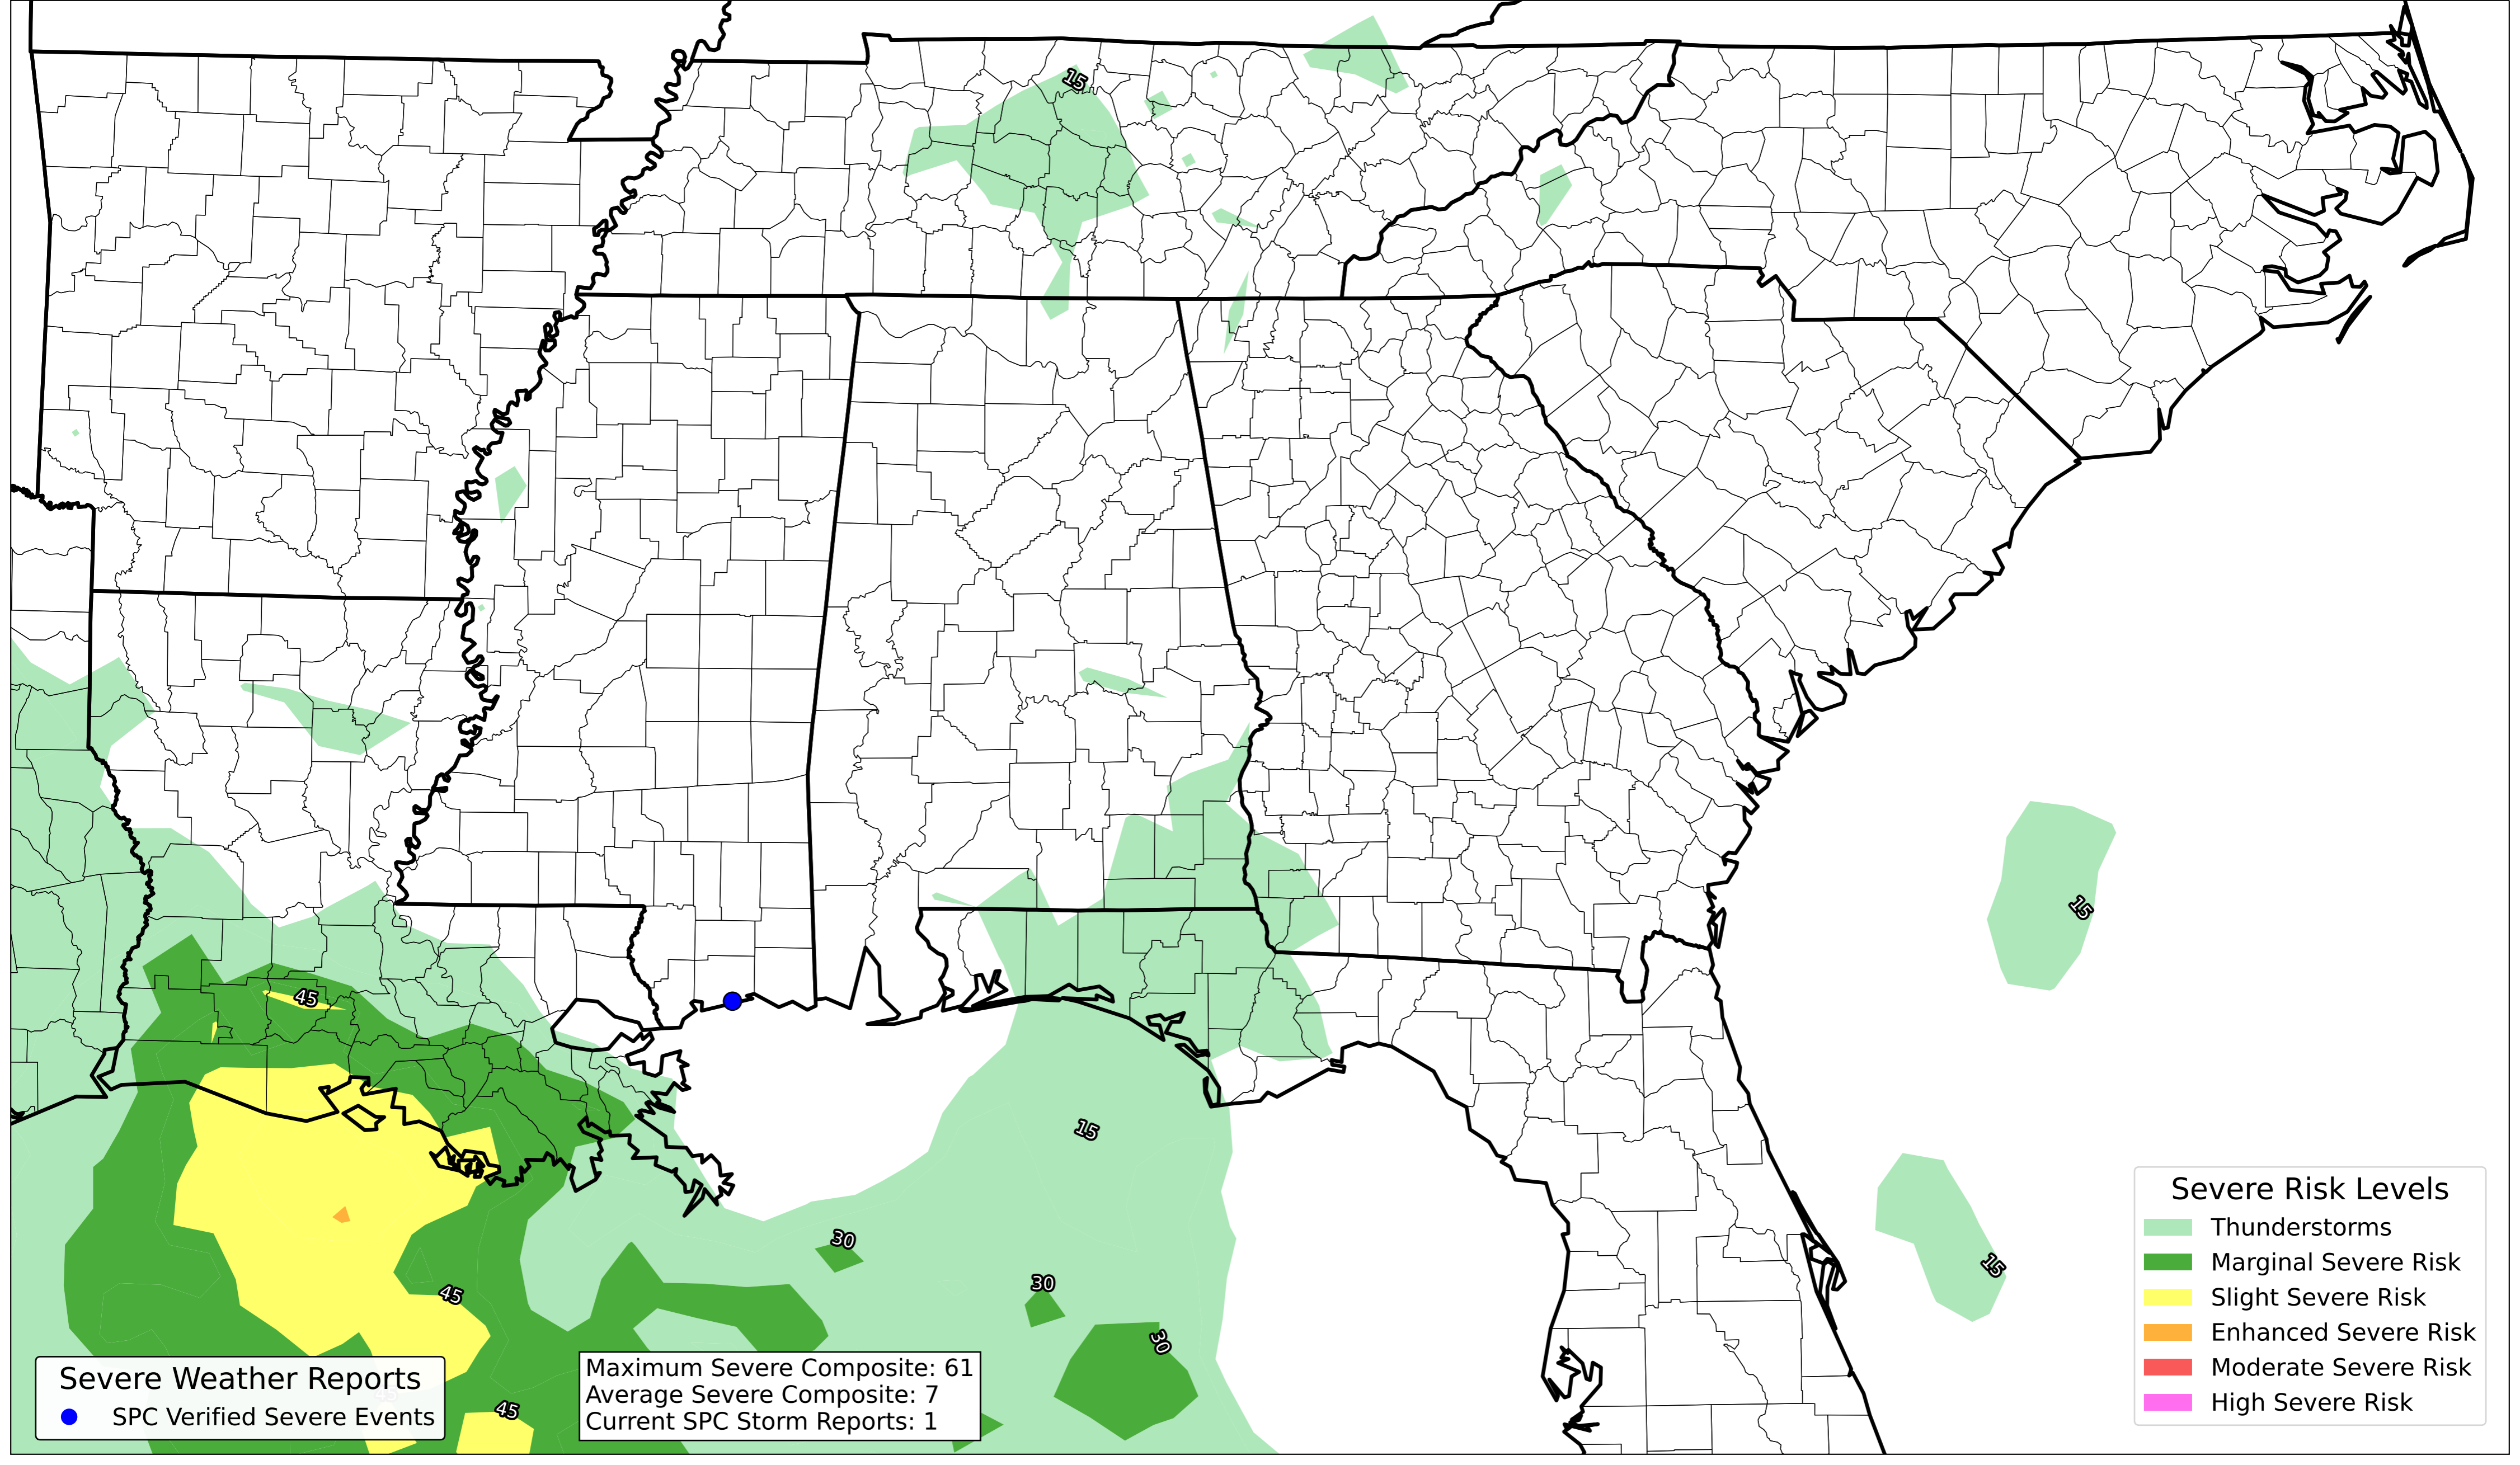 15
15
45
15
30
30
15
45
30
45
Severe Weather Reports
SPC Verified Severe Events
Maximum Severe Composite: 61
Average Severe Composite: 7
Current SPC Storm Reports: 1
Severe Risk Levels
Thunderstorms
Marginal Severe Risk
Slight Severe Risk
Enhanced Severe Risk
Moderate Severe Risk
High Severe Risk